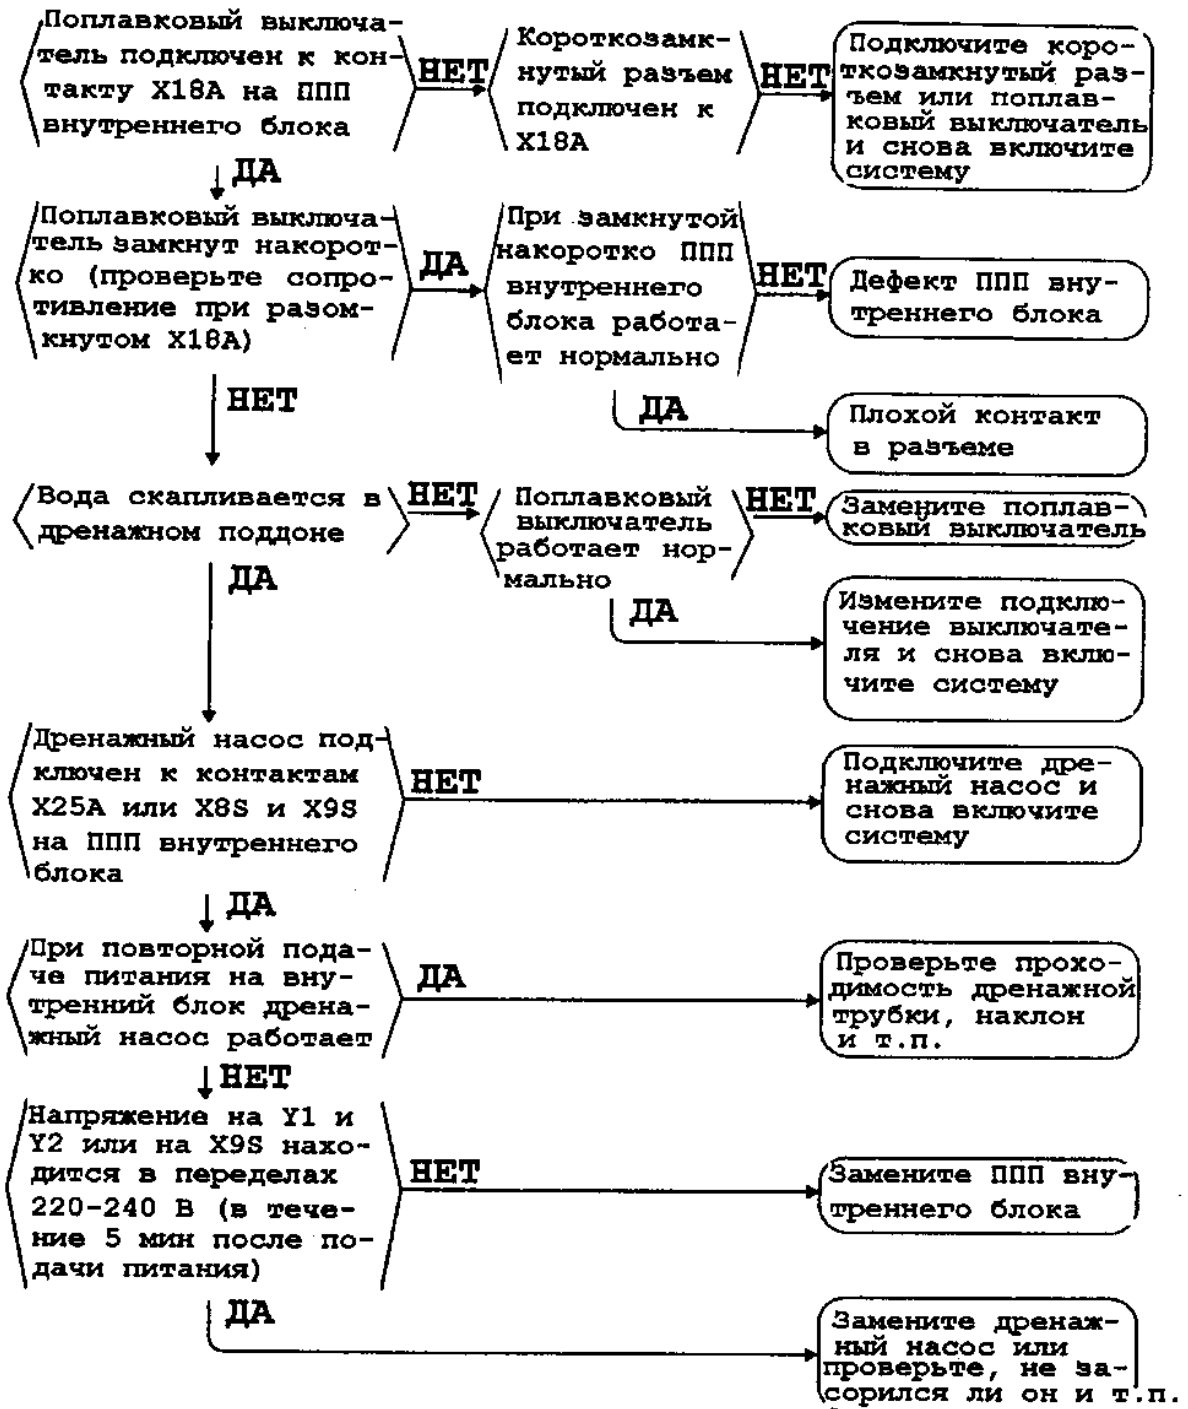 Поплавковый выключа-
тель подключен к кон-
такту X18A на ППП
внутреннего блока
НЕТ
Короткозамк-
нутый разъем
подключен к
X18A
НЕТ
Подключите коро-
ткозамкнутый раз-
ъем или поплав-
ковый выключатель
и снова включите
систему
ДА
Поплавковый выключа-
тель замкнут накорот-
ко (проверьте сопро-
тивление при разом-
кнутом X18A)
ДА
При замкнутой
накоротко ППП
внутреннего
блока работа-
ет нормально
НЕТ
Дефект ППП вну-
треннего блока
НЕТ
ДА
Плохой контакт
в разъеме
Вода скапливается в
дренажном поддоне
НЕТ
Поплавковый
выключатель
работает нор-
мально
НЕТ
Замените поплав-
ковый выключатель
ДА
ДА
Измените подклю-
чение выключате-
ля и снова вклю-
чите систему
Дренажный насос под-
ключен к контактам
X25A или X8S и X9S
на ППП внутреннего
блока
НЕТ
Подключите дре-
нажный насос и
снова включите
систему
ДА
При повторной пода-
че питания на вну-
тренний блок дрена-
жный насос работает
ДА
Проверьте прохо-
димость дренажной
трубки, наклон
и т.п.
НЕТ
Напряжение на Y1 и
Y2 или на X9S нахо-
дится в переделах
220-240 В (в тече-
ние 5 мин после по-
дачи питания)
НЕТ
Замените ППП вну-
треннего блока
ДА
Замените дренаж-
ный насос или
проверьте, не за-
сорился ли он и т.п.